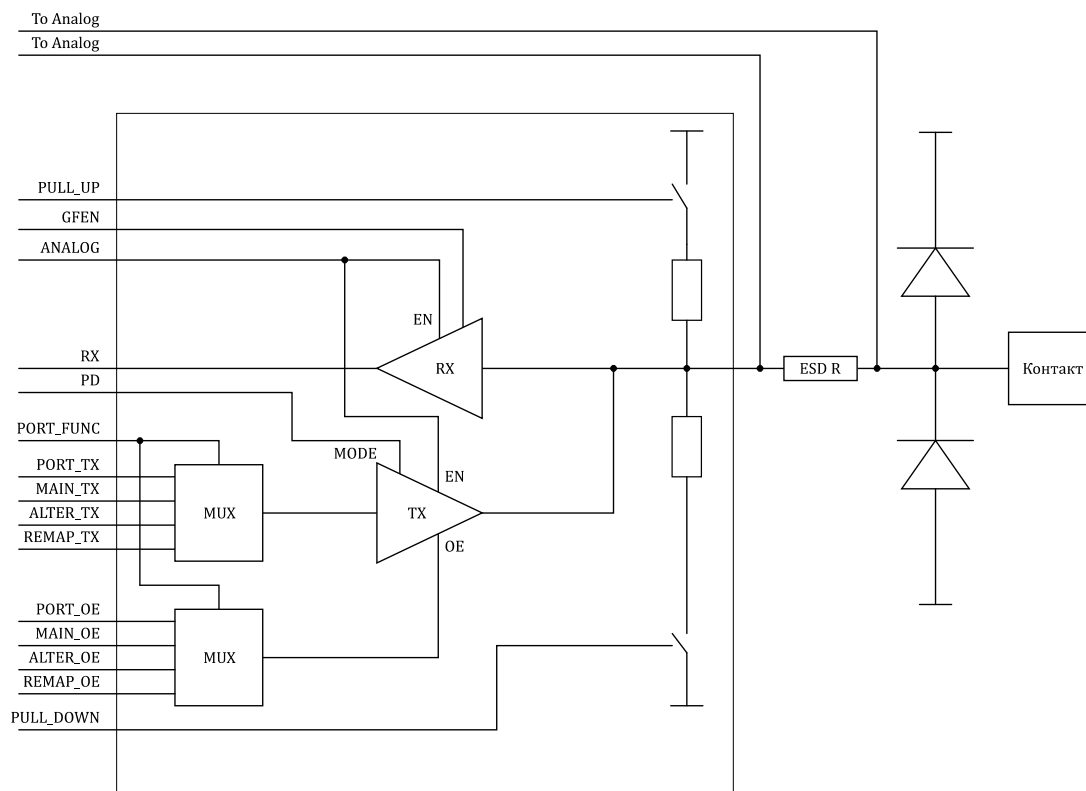 To Analog
To Analog
PULL_UP
GFEN
ANALOG
EN
RX
RX
ESD R
Контакт
PD
PORT_FUNC
MODE
PORT_TX
EN
MAIN_TX
MUX
TX
ALTER_TX
REMAP_TX
OE
PORT_OE
MAIN_OE
MUX
ALTER_OE
REMAP_OE
PULL_DOWN